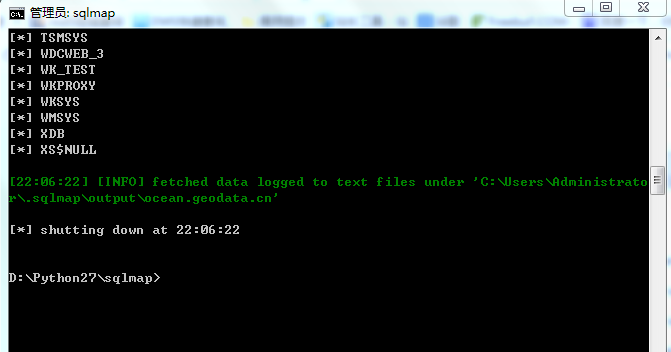 管理员: sqlmap
[*] TSMSYS
[*] WDCWEB_3
[*] WK_TEST
[*] WKPROXY
[*] WKSYS
[*] WMSYS
[*] XDB
[*] XS$NULL
[22:06:22] [INFO] fetched data logged to text files under 'C:\Users\Administrato
r\.sqlmap\output\ocean.geodata.cn'
[*] shutting down at 22:06:22
D:\Python27\sqlmap>